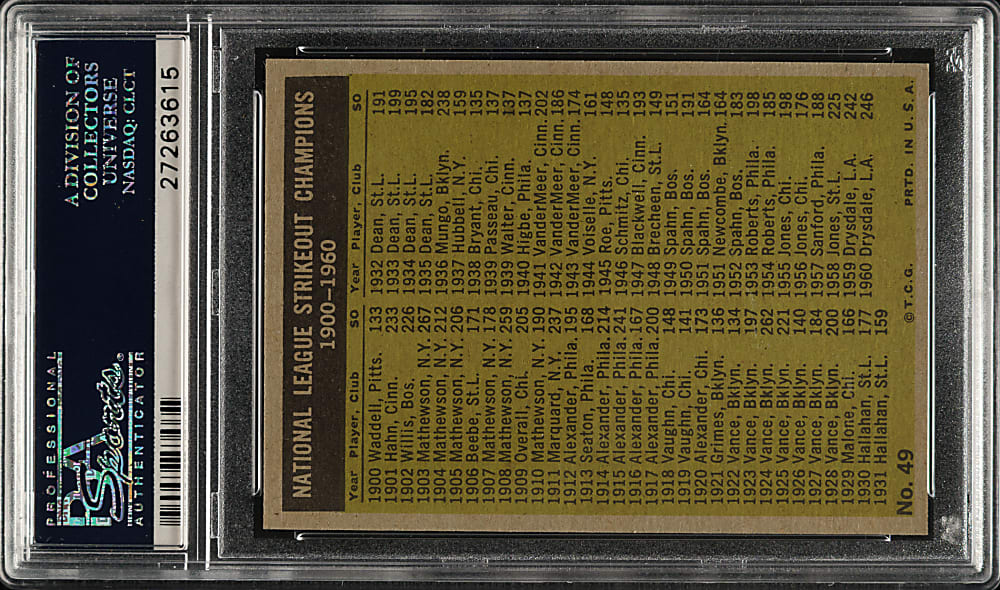 PROFESSIONAL
PSA
Sports®
AUTHENTICATOR
A DIVISION OF
COLLECTORS
UNIVERSE
NASDAQ: CLCT
27263615
NATIONAL LEAGUE STRIKEOUT CHAMPIONS
1900–1960
Year Player, Club SO
1900 Waddell, Pitts. 133
1901 Hahn, Cinn. 233
1902 Willis, Bos. 226
1903 Mathewson, N.Y. 267
1904 Mathewson, N.Y. 212
1905 Mathewson, N.Y. 206
1906 Beebe, St.L. 171
1907 Mathewson, N.Y. 178
1908 Mathewson, N.Y. 259
1909 Overall, Chi. 205
1910 Mathewson, N.Y. 190
1911 Marquard, N.Y. 237
1912 Alexander, Phila. 195
1913 Seaton, Phila. 168
1914 Alexander, Phila. 214
1915 Alexander, Phila. 241
1916 Alexander, Phila. 167
1917 Alexander, Phila. 200
1918 Vaughn, Chi. 148
1919 Vaughn, Chi. 141
1920 Alexander, Chi. 173
1921 Grimes, Bklyn. 136
1922 Vance, Bklyn. 134
1923 Vance, Bklyn. 197
1924 Vance, Bklyn. 262
1925 Vance, Bklyn. 221
1926 Vance, Bklyn. 140
1927 Vance, Bklyn. 184
1928 Vance, Bklyn. 200
1929 Malone, Chi. 166
1930 Hallahan, St.L. 177
1931 Hallahan, St.L. 159
Year Player, Club SO
1932 Dean, St.L. 191
1933 Dean, St.L. 199
1934 Dean, St.L. 195
1935 Dean, St.L. 182
1936 Mungo, Bklyn. 238
1937 Hubbell, N.Y. 159
1938 Bryant, Chi. 135
1939 Passeau, Chi. 137
1939 Walter, Cinn. 137
1940 Higbe, Phila. 137
1941 VanderMeer, Cinn. 202
1942 VanderMeer, Cinn. 186
1943 VanderMeer, Cinn. 174
1944 Voiselle, N.Y. 161
1945 Roe, Pitts. 148
1946 Schmitz, Chi. 135
1947 Blackwell, Cinn. 193
1948 Brecheen, St.L. 149
1949 Spahn, Bos. 151
1950 Spahn, Bos. 191
1951 Spahn, Bos. 164
1951 Newcombe, Bklyn. 164
1952 Spahn, Bos. 183
1953 Roberts, Phila. 198
1954 Roberts, Phila. 185
1955 Jones, Chi. 198
1956 Jones, Chi. 176
1957 Sanford, Phila. 188
1958 Jones, St.L. 225
1959 Drysdale, L.A. 242
1960 Drysdale, L.A. 246
No. 49
© T.C.G. PRTD. IN U.S.A.